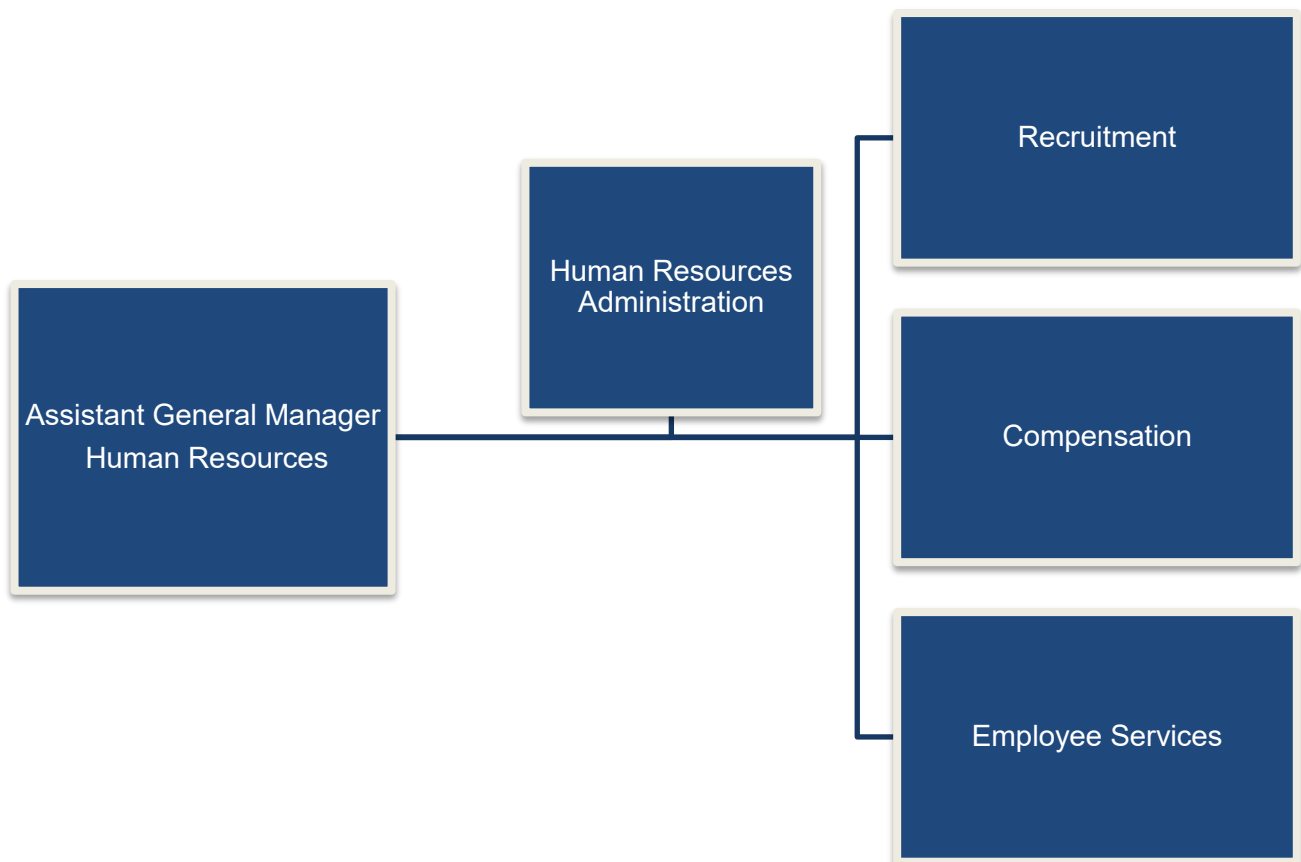 Assistant General Manager
Human Resources
Human Resources
Administration
Recruitment
Compensation
Employee Services